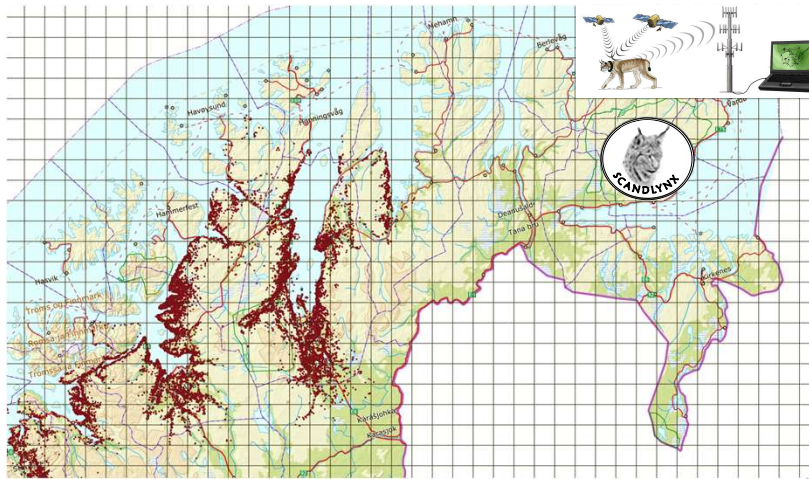 Mehamn
Berlevåg
Havøysund
Honningsvåg
Vardø
SCANDLYNX
Hammerfest
Deanušaldi
Tana bru
Hasvik
Kirkenes
Troms og Finnmark
Karasjohka
Karasjok